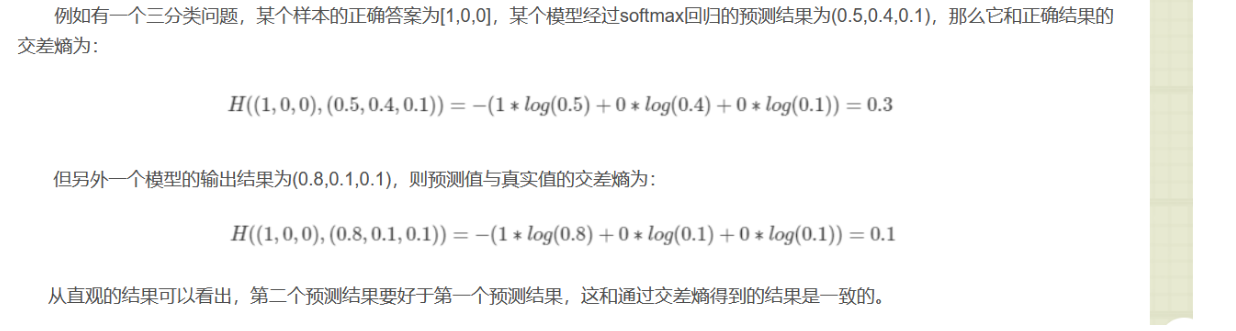 例如有一个三分类问题，某个样本的正确答案为[1,0,0]，某个模型经过softmax回归的预测结果为(0.5,0.4,0.1)，那么它和正确结果的
交差熵为：
H((1,0,0),(0.5,0.4,0.1)) = −(1 * log(0.5) + 0 * log(0.4) + 0 * log(0.1)) = 0.3
但另外一个模型的输出结果为(0.8,0.1,0.1)，则预测值与真实值的交差熵为：
H((1,0,0),(0.8,0.1,0.1)) = −(1 * log(0.8) + 0 * log(0.1) + 0 * log(0.1)) = 0.1
从直观的结果可以看出，第二个预测结果要好于第一个预测结果，这和通过交差熵得到的结果是一致的。